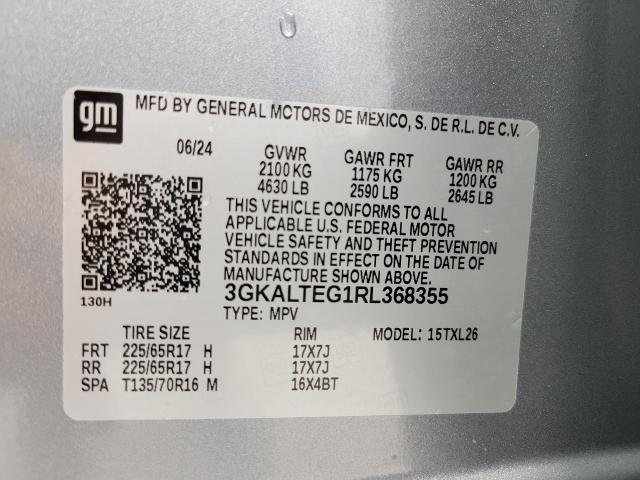 gm
MFD BY GENERAL MOTORS DE MEXICO, S. DE R.L. DE C.V.
06/24 GVWR GAWR FRT GAWR RR
2100 KG 1175 KG 1200 KG
4630 LB 2590 LB 2645 LB
THIS VEHICLE CONFORMS TO ALL
APPLICABLE U.S. FEDERAL MOTOR
VEHICLE SAFETY AND THEFT PREVENTION
STANDARDS IN EFFECT ON THE DATE OF
MANUFACTURE SHOWN ABOVE.
3GKALTEG1RL368355
130H
TYPE: MPV
TIRE SIZE RIM MODEL: 15TXL26
FRT 225/65R17 H 17X7J
RR 225/65R17 H 17X7J
SPA T135/70R16 M 16X4BT